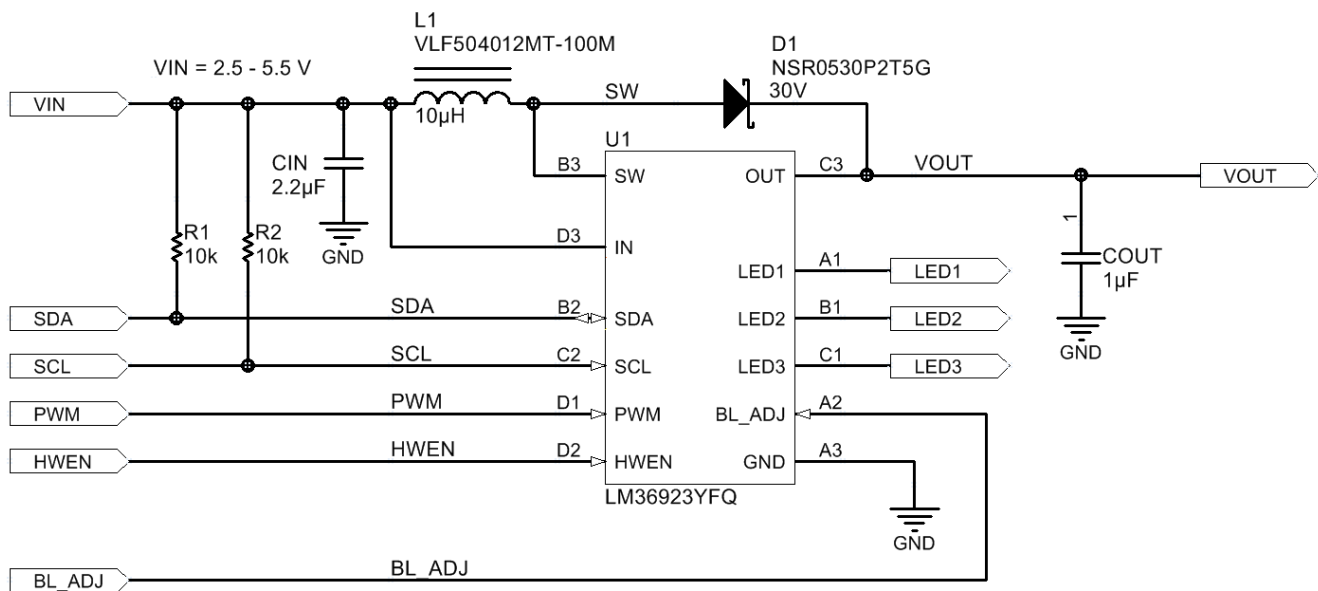 L1
VLF504012MT-100M
D1
NSR0530P2T5G
30V
VIN = 2.5 - 5.5 V
VIN
10µH
SW
U1
CIN
2.2µF
GND
B3
SW
OUT
C3
VOUT
VOUT
R1
10k
R2
10k
D3
IN
1
COUT
1µF
GND
LED1
A1
LED1
SDA
SDA
B2
SDA
LED2
B1
LED2
SCL
SCL
C2
SCL
LED3
C1
LED3
PWM
PWM
D1
PWM
BL_ADJ
A2
HWEN
HWEN
D2
HWEN
GND
A3
LM36923YFQ
GND
BL_ADJ
BL_ADJ